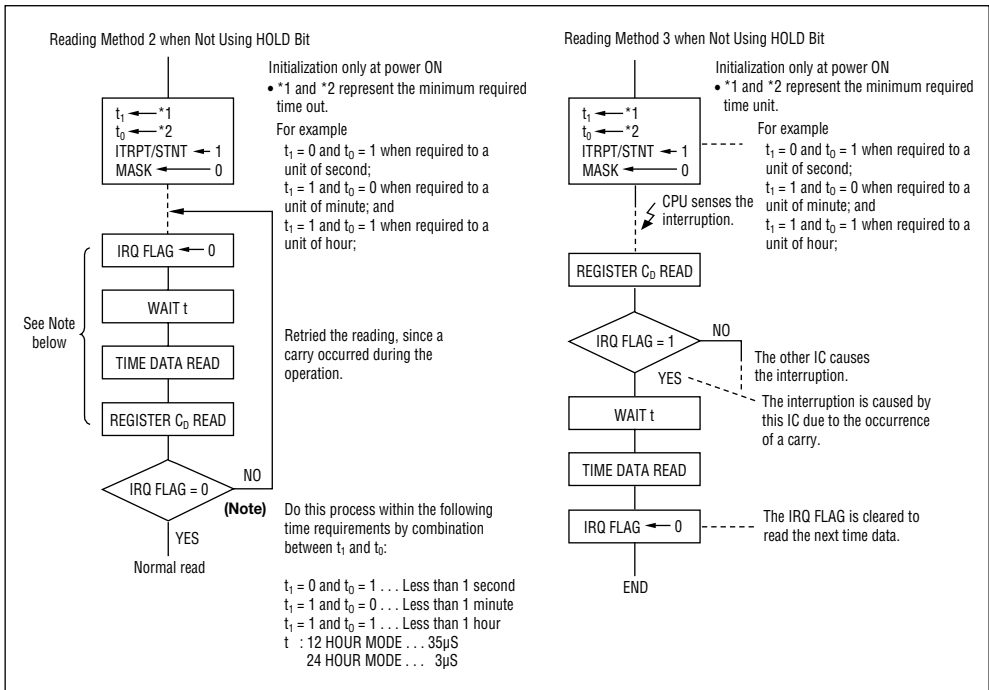 Reading Method 2 when Not Using HOLD Bit
Initialization only at power ON
• *1 and *2 represent the minimum required
time out.
t₁ ← *1
t₀ ← *2
ITRPT/STNT ← 1
MASK ← 0
For example
t₁ = 0 and t₀ = 1 when required to a
unit of second;
t₁ = 1 and t₀ = 0 when required to a
unit of minute; and
t₁ = 1 and t₀ = 1 when required to a
unit of hour;
IRQ FLAG ← 0
WAIT t
See Note
below
TIME DATA READ
Retried the reading, since a
carry occurred during the
operation.
REGISTER C_D READ
IRQ FLAG = 0
NO
(Note)
YES
Normal read
Do this process within the following
time requirements by combination
between t₁ and t₀:
t₁ = 0 and t₀ = 1 . . . Less than 1 second
t₁ = 1 and t₀ = 0 . . . Less than 1 minute
t₁ = 1 and t₀ = 1 . . . Less than 1 hour
t : 12 HOUR MODE . . . 35µS
24 HOUR MODE . . . 3µS
Reading Method 3 when Not Using HOLD Bit
Initialization only at power ON
• *1 and *2 represent the minimum required
time unit.
t₁ ← *1
t₀ ← *2
ITRPT/STNT ← 1
MASK ← 0
For example
t₁ = 0 and t₀ = 1 when required to a
unit of second;
t₁ = 1 and t₀ = 0 when required to a
unit of minute; and
t₁ = 1 and t₀ = 1 when required to a
unit of hour;
CPU senses the
interruption.
REGISTER C_D READ
IRQ FLAG = 1
NO
The other IC causes
the interruption.
YES
The interruption is caused by
this IC due to the occurrence
of a carry.
WAIT t
TIME DATA READ
IRQ FLAG ← 0
The IRQ FLAG is cleared to
read the next time data.
END